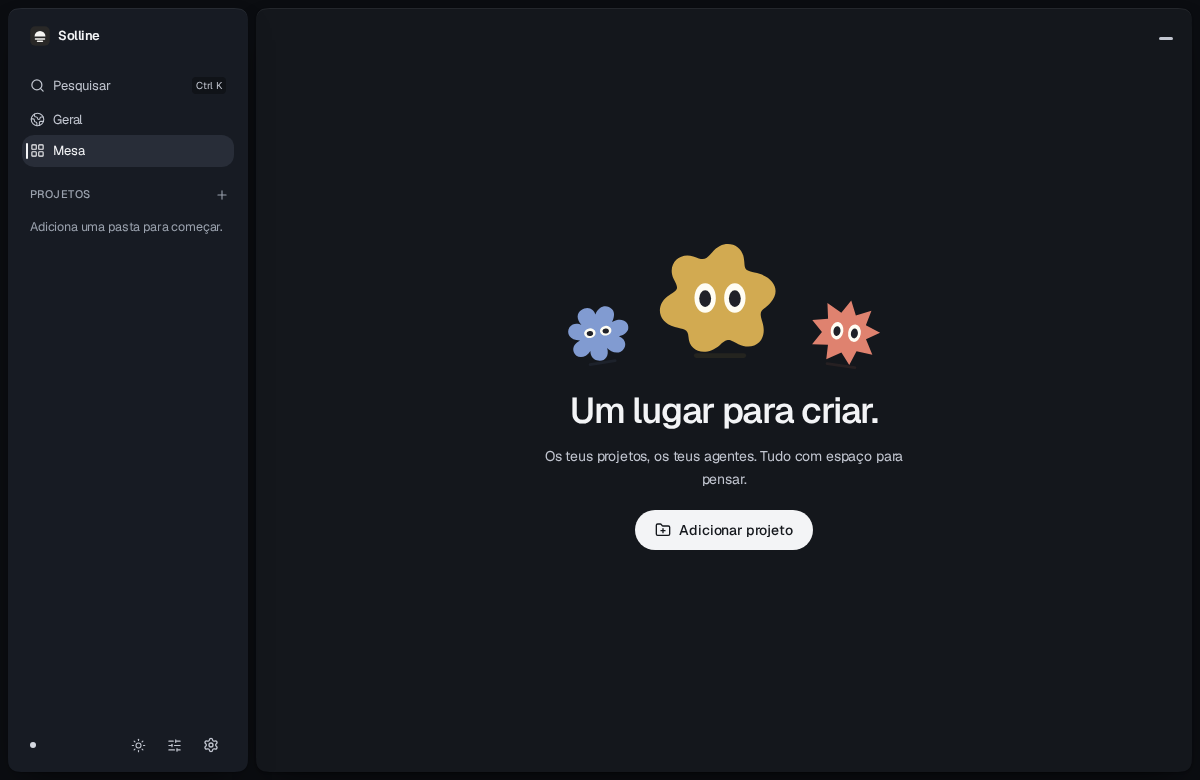 Solline
Pesquisar
Ctrl K
Geral
Mesa
PROJETOS
Adiciona uma pasta para começar.
Um lugar para criar.
Os teus projetos, os teus agentes. Tudo com espaço para
pensar.
Adicionar projeto